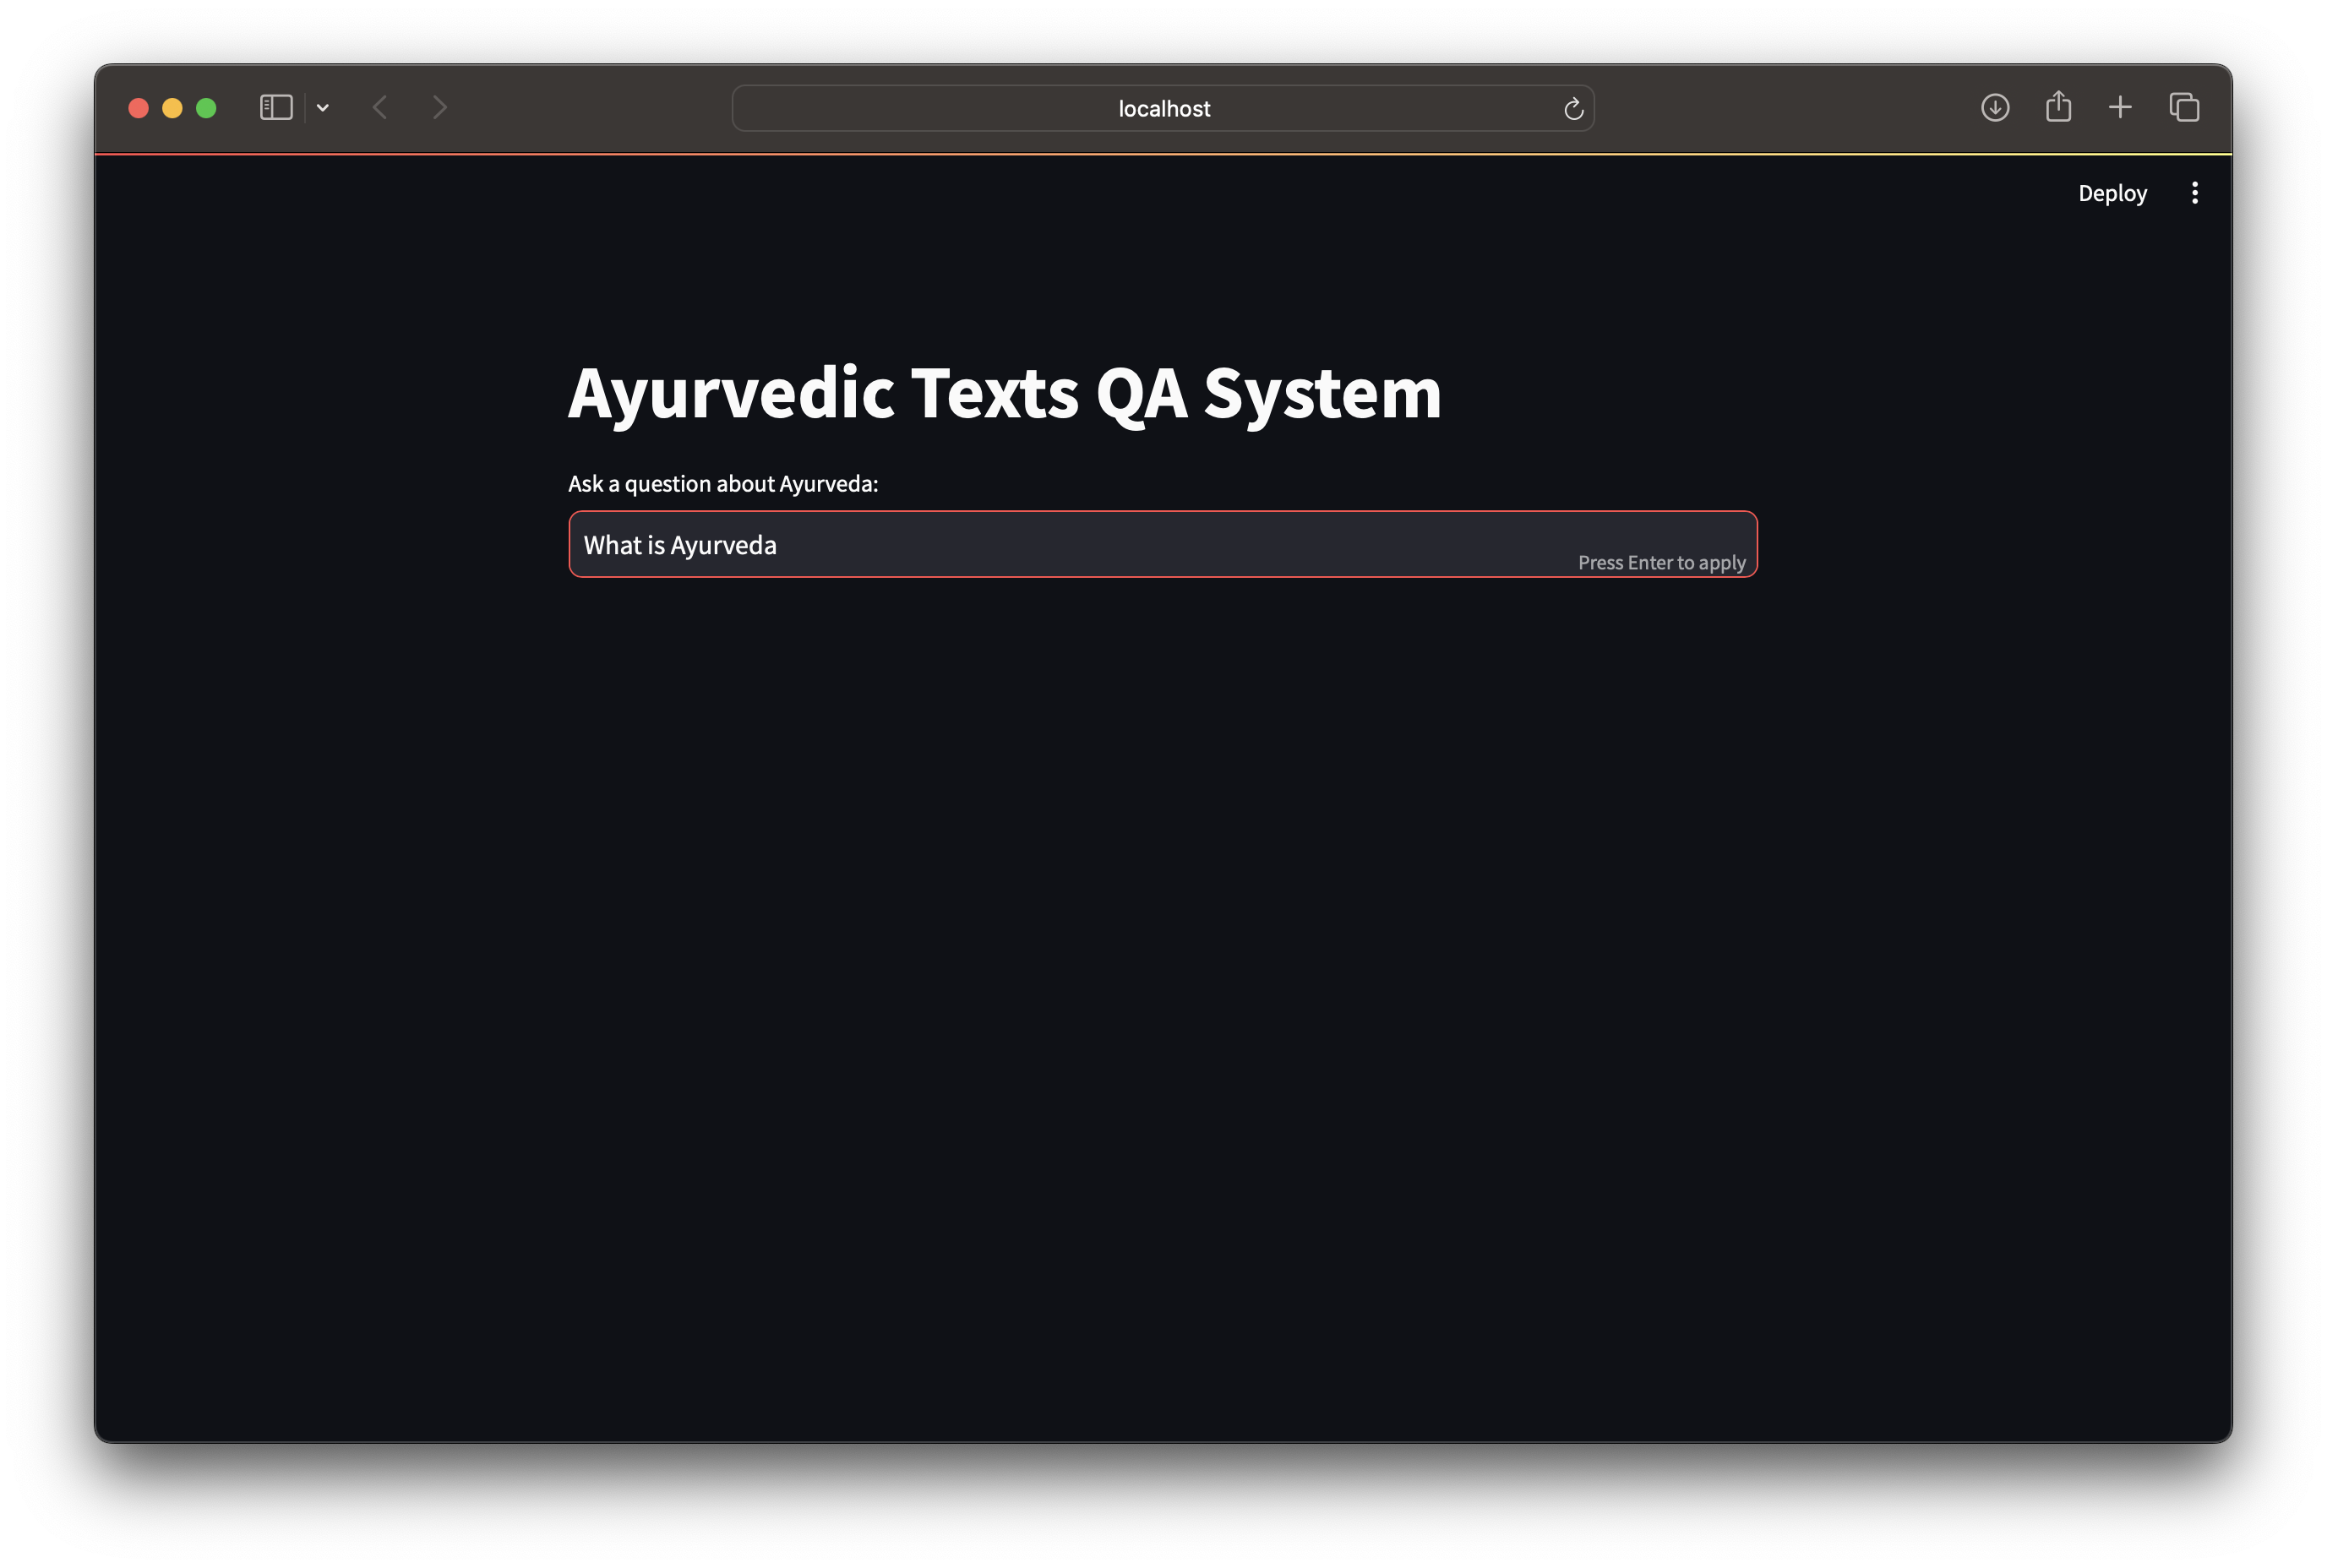 localhost
Deploy
Ayurvedic Texts QA System
Ask a question about Ayurveda:
What is Ayurveda
Press Enter to apply